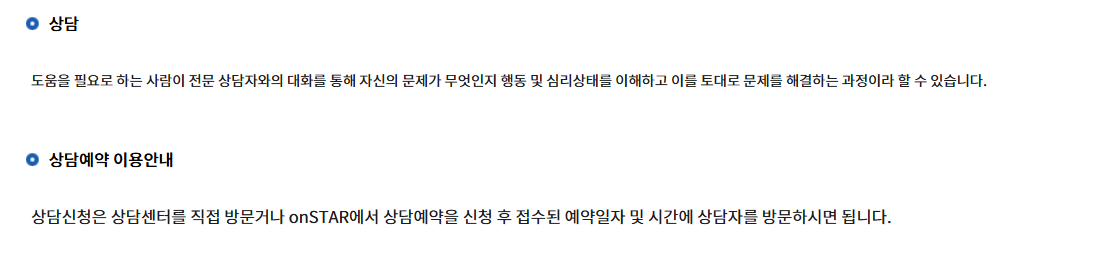 상담
도움을 필요로 하는 사람이 전문 상담자와의 대화를 통해 자신의 문제가 무엇인지 행동 및 심리상태를 이해하고 이를 토대로 문제를 해결하는 과정이라 할 수 있습니다.
상담예약 이용안내
상담신청은 상담센터를 직접 방문거나 onSTAR에서 상담예약을 신청 후 접수된 예약일자 및 시간에 상담자를 방문하시면 됩니다.